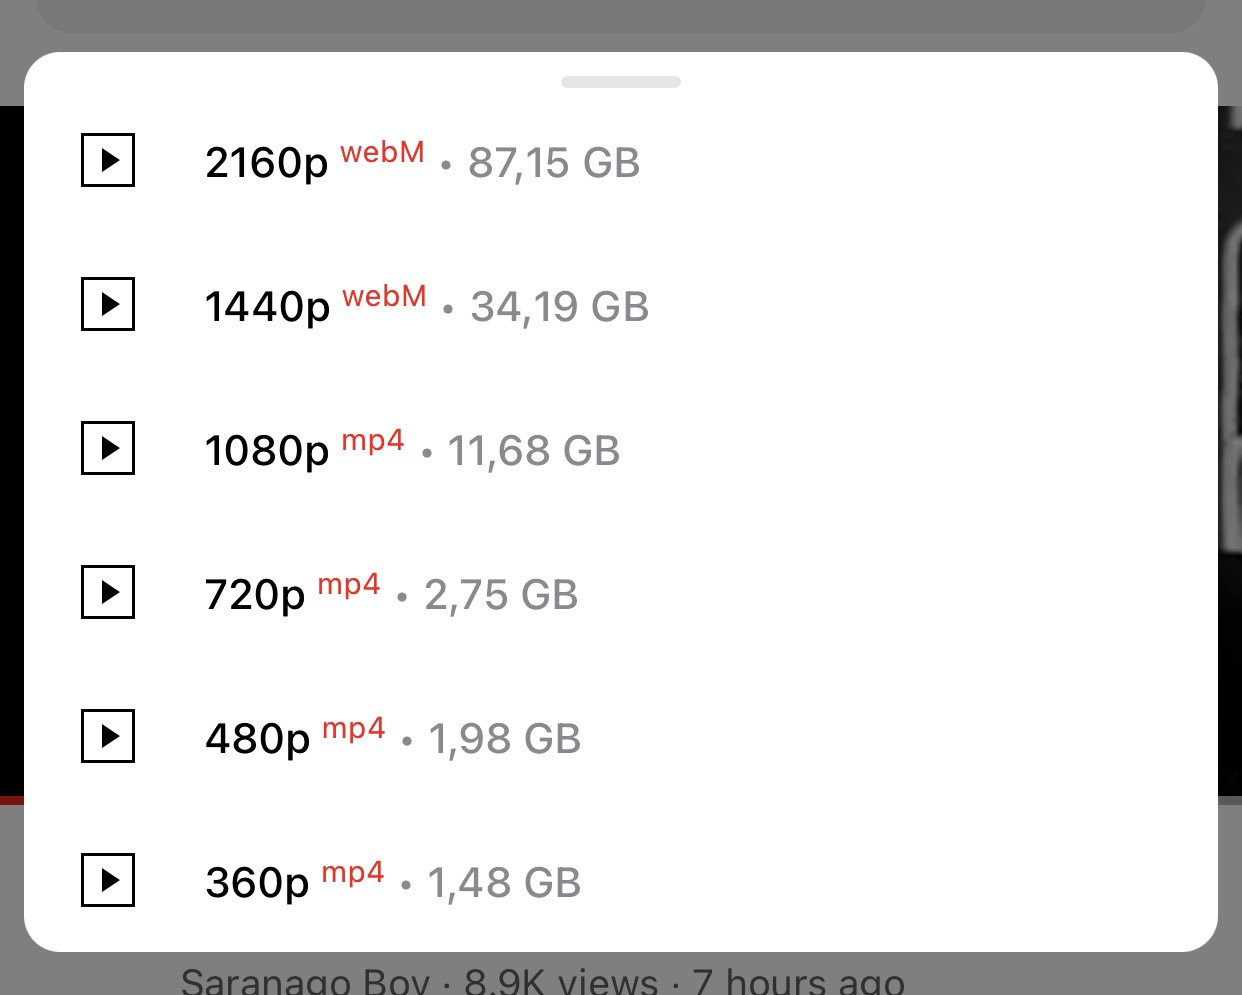 2160p webM • 87,15 GB
1440p webM • 34,19 GB
1080p mp4 • 11,68 GB
720p mp4 • 2,75 GB
480p mp4 • 1,98 GB
360p mp4 • 1,48 GB
Saranago Boy · 8.9K views · 7 hours ago